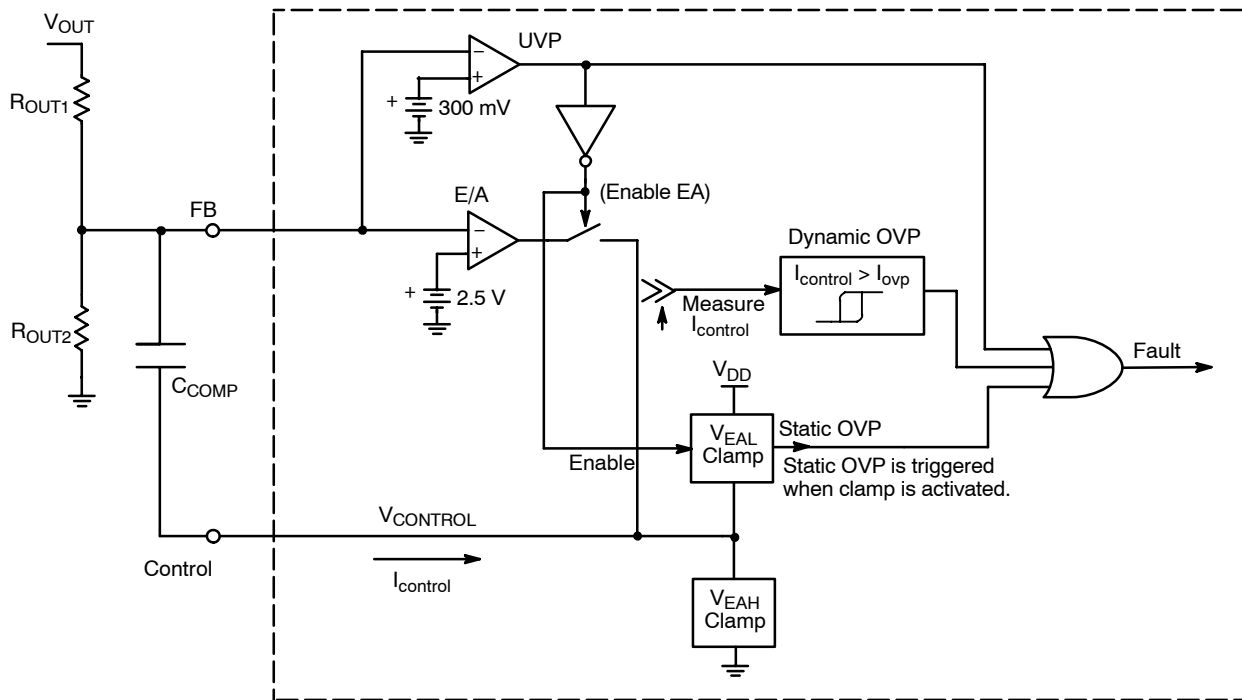 VOUT
UVP
ROUT1
+
−
+
300 mV
(Enable EA)
E/A
FB
−
+
Dynamic OVP
Icontrol > Iovp
+
2.5 V
Measure
Icontrol
ROUT2
Fault
CCOMP
VDD
VEAL
Clamp
Static OVP
Enable
Static OVP is triggered
when clamp is activated.
VCONTROL
Control
Icontrol
VEAH
Clamp